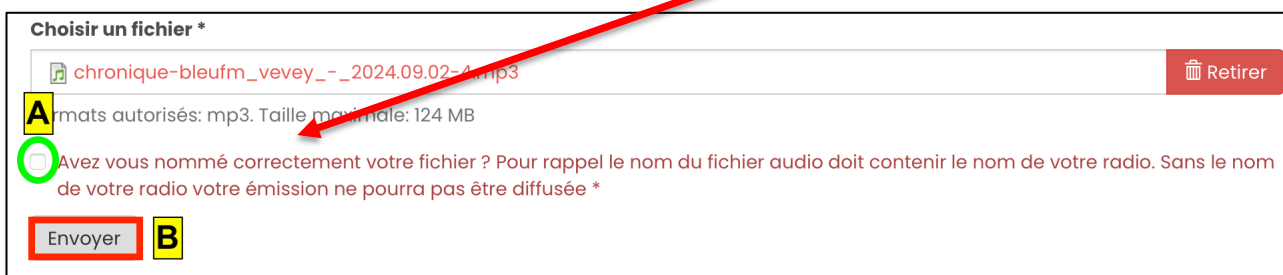 Choisir un fichier *
chronique-bleufm_vevey_-_2024.09.02-4.mp3 Retirer
A
rmats autorisés: mp3. Taille maximale: 124 MB
Avez vous nommé correctement votre fichier ? Pour rappel le nom du fichier audio doit contenir le nom de votre radio. Sans le nom
de votre radio votre émission ne pourra pas être diffusée *
Envoyer B